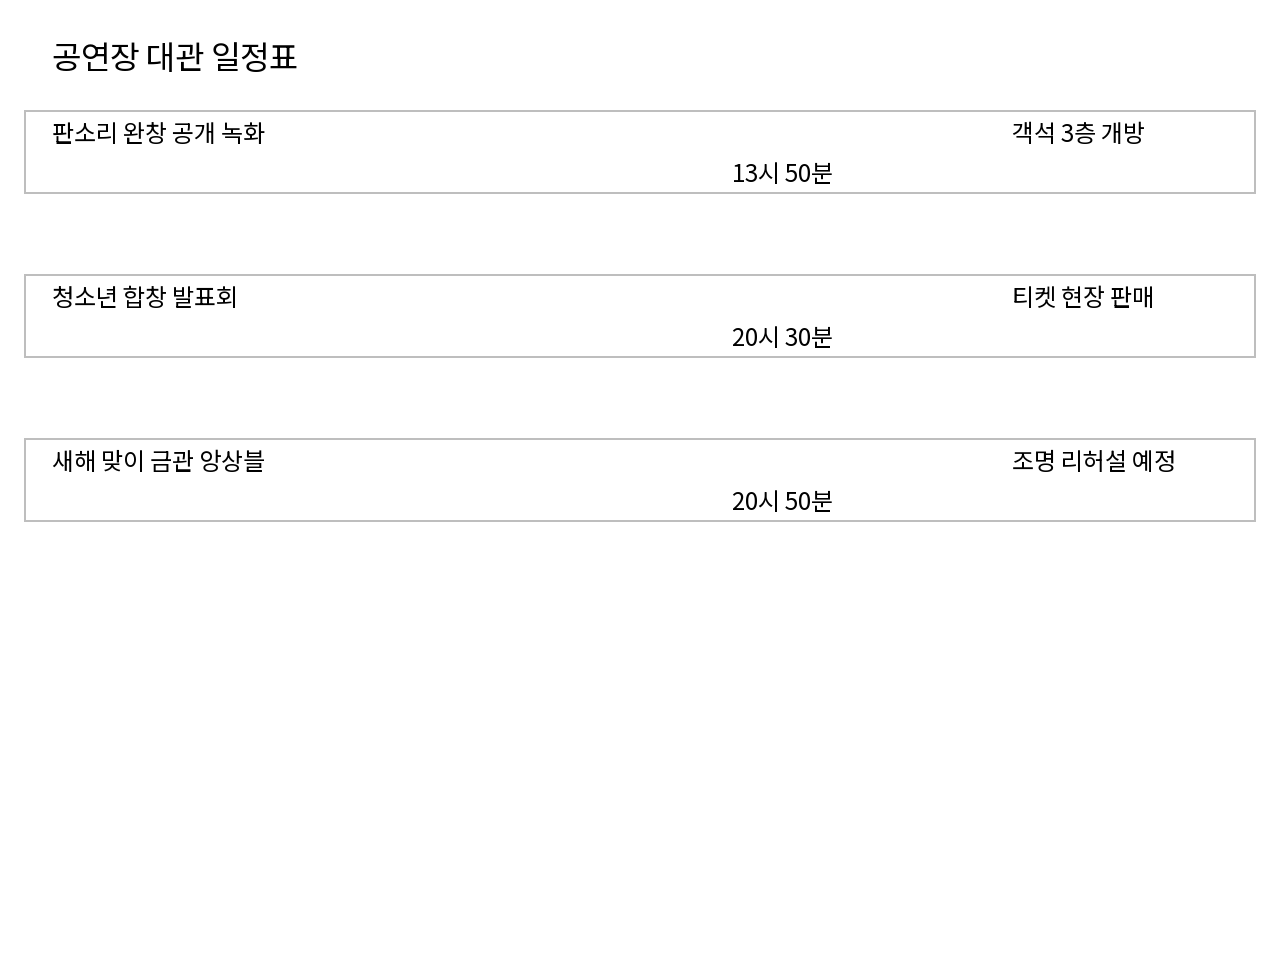 공연장 대관 일정표
판소리 완창 공개 녹화 객석 3층 개방
13시 50분
청소년 합창 발표회 티켓 현장 판매
20시 30분
새해 맞이 금관 앙상블 조명 리허설 예정
20시 50분